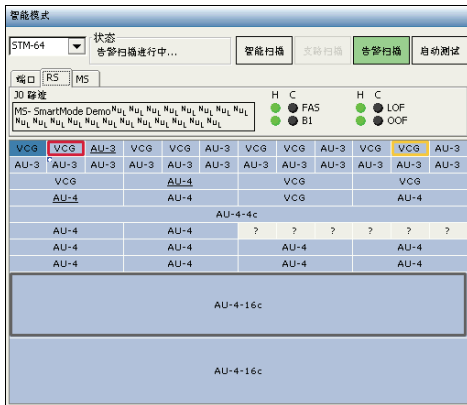 智能模式
STM-64
状态
告警扫描进行中...
智能扫描
支路扫描
告警扫描
启动测试
端口 RS MS
J0 踪迹 H C H C
MS- SmartMode Demo NUL NUL NUL NUL NUL NUL NUL
NUL NUL NUL NUL NUL NUL NUL NUL NUL NUL NUL
FAS LOF
B1 OOF
VCG VCG AU-3 VCG VCG AU-3 VCG VCG AU-3 VCG VCG AU-3
AU-3 AU-3 AU-3 AU-3 AU-3 AU-3 AU-3 AU-3 AU-3 AU-3 AU-3 AU-3
VCG AU-4 VCG VCG
AU-4 AU-4 VCG AU-4
AU-4-4c
AU-4 AU-4 ? ? ? ? ? ?
AU-4 AU-4 AU-4 AU-4
AU-4 AU-4 AU-4 AU-4
AU-4-16c
AU-4-16c